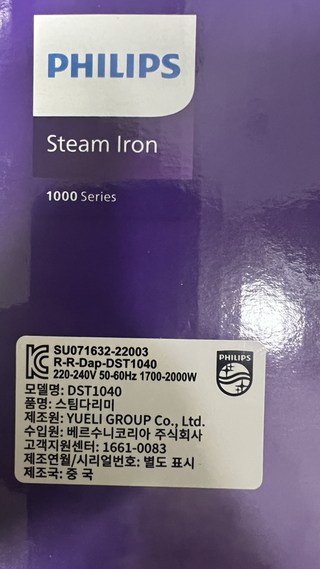 PHILIPS
Steam Iron
1000 Series
SU071632-22003
R-R-Dap-DST1040
220-240V 50-60Hz 1700-2000W
PHILIPS
모델명: DST1040
품명: 스팀다리미
제조원: YUELI GROUP Co., Ltd.
수입원: 베르수니코리아 주식회사
고객지원센터: 1661-0083
제조연월/시리얼번호: 별도 표시
제조국: 중 국